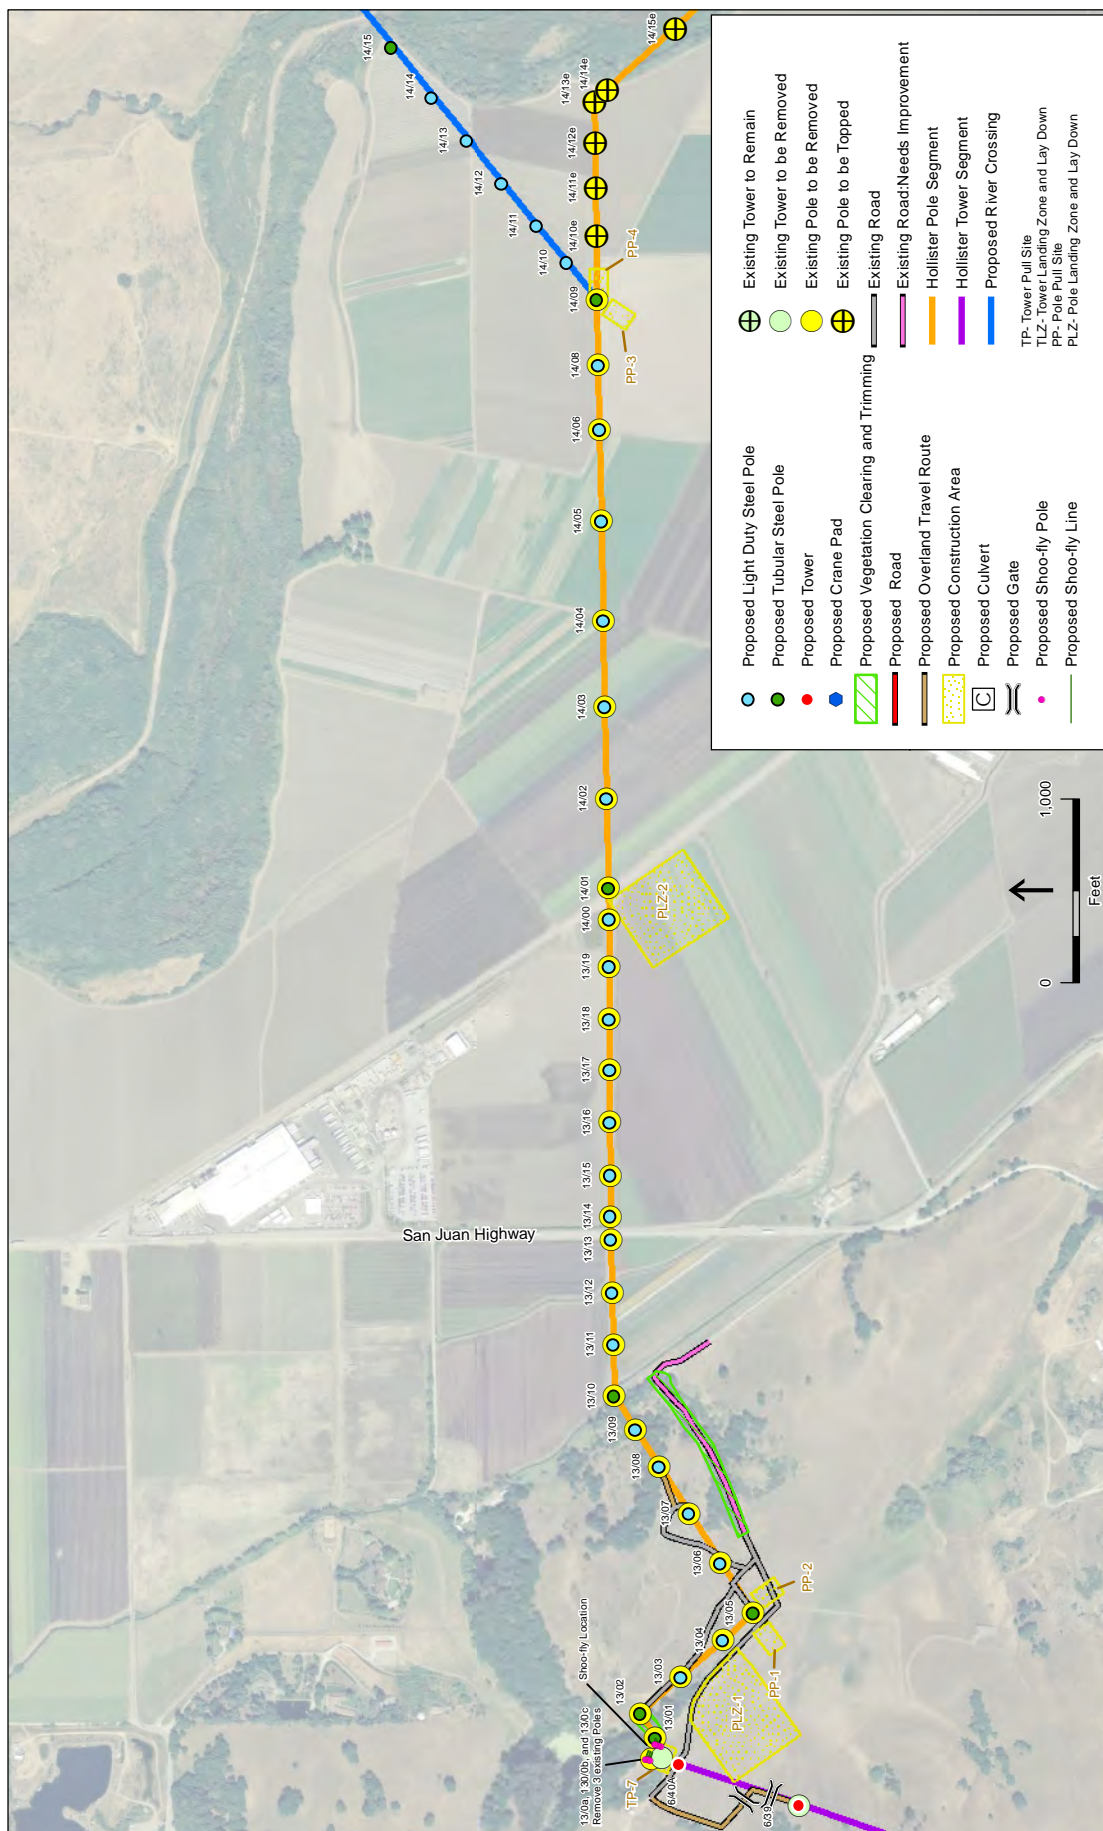 13/0a, 130/0b, and 13/0c
Remove 3 existing Poles
Shoo-fly Location
TP-7
6/40A
6/39
13/01
13/02
13/03
13/04
13/05
PLZ-1
PP-1
PP-2
13/06
13/07
13/08
13/09
13/10
13/11
13/12
13/13
San Juan Highway
13/14
13/15
13/16
13/17
13/18
13/19
14/00
14/01
PLZ-2
14/02
14/03
14/04
14/05
14/06
14/08
14/09
PP-3
PP-4
14/10
14/11
14/12
14/13
14/14
14/15
14/10e
14/11e
14/12e
14/13e
14/14e
14/15e
0
1,000
Feet
Proposed Light Duty Steel Pole
Proposed Tubular Steel Pole
Proposed Tower
Proposed Crane Pad
Proposed Vegetation Clearing and Trimming
Proposed Road
Proposed Overland Travel Route
Proposed Construction Area
C
Proposed Culvert
Proposed Gate
Proposed Shoo-fly Pole
Proposed Shoo-fly Line
Existing Tower to Remain
Existing Tower to be Removed
Existing Pole to be Removed
Existing Pole to be Topped
Existing Road
Existing Road:Needs Improvement
Hollister Pole Segment
Hollister Tower Segment
Proposed River Crossing
TP- Tower Pull Site
TLZ- Tower Landing Zone and Lay Down
PP- Pole Pull Site
PLZ- Pole Landing Zone and Lay Down